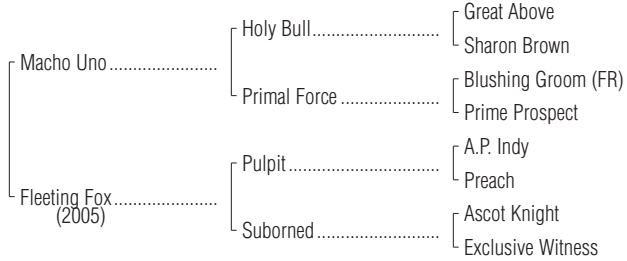 Great Above
Holy Bull..............................
Sharon Brown
Macho Uno.........................
Blushing Groom (FR)
Primal Force.......................
Prime Prospect
A.P. Indy
Pulpit....................................
Preach
Fleeting Fox........................
(2005)
Ascot Knight
Suborned.............................
Exclusive Witness